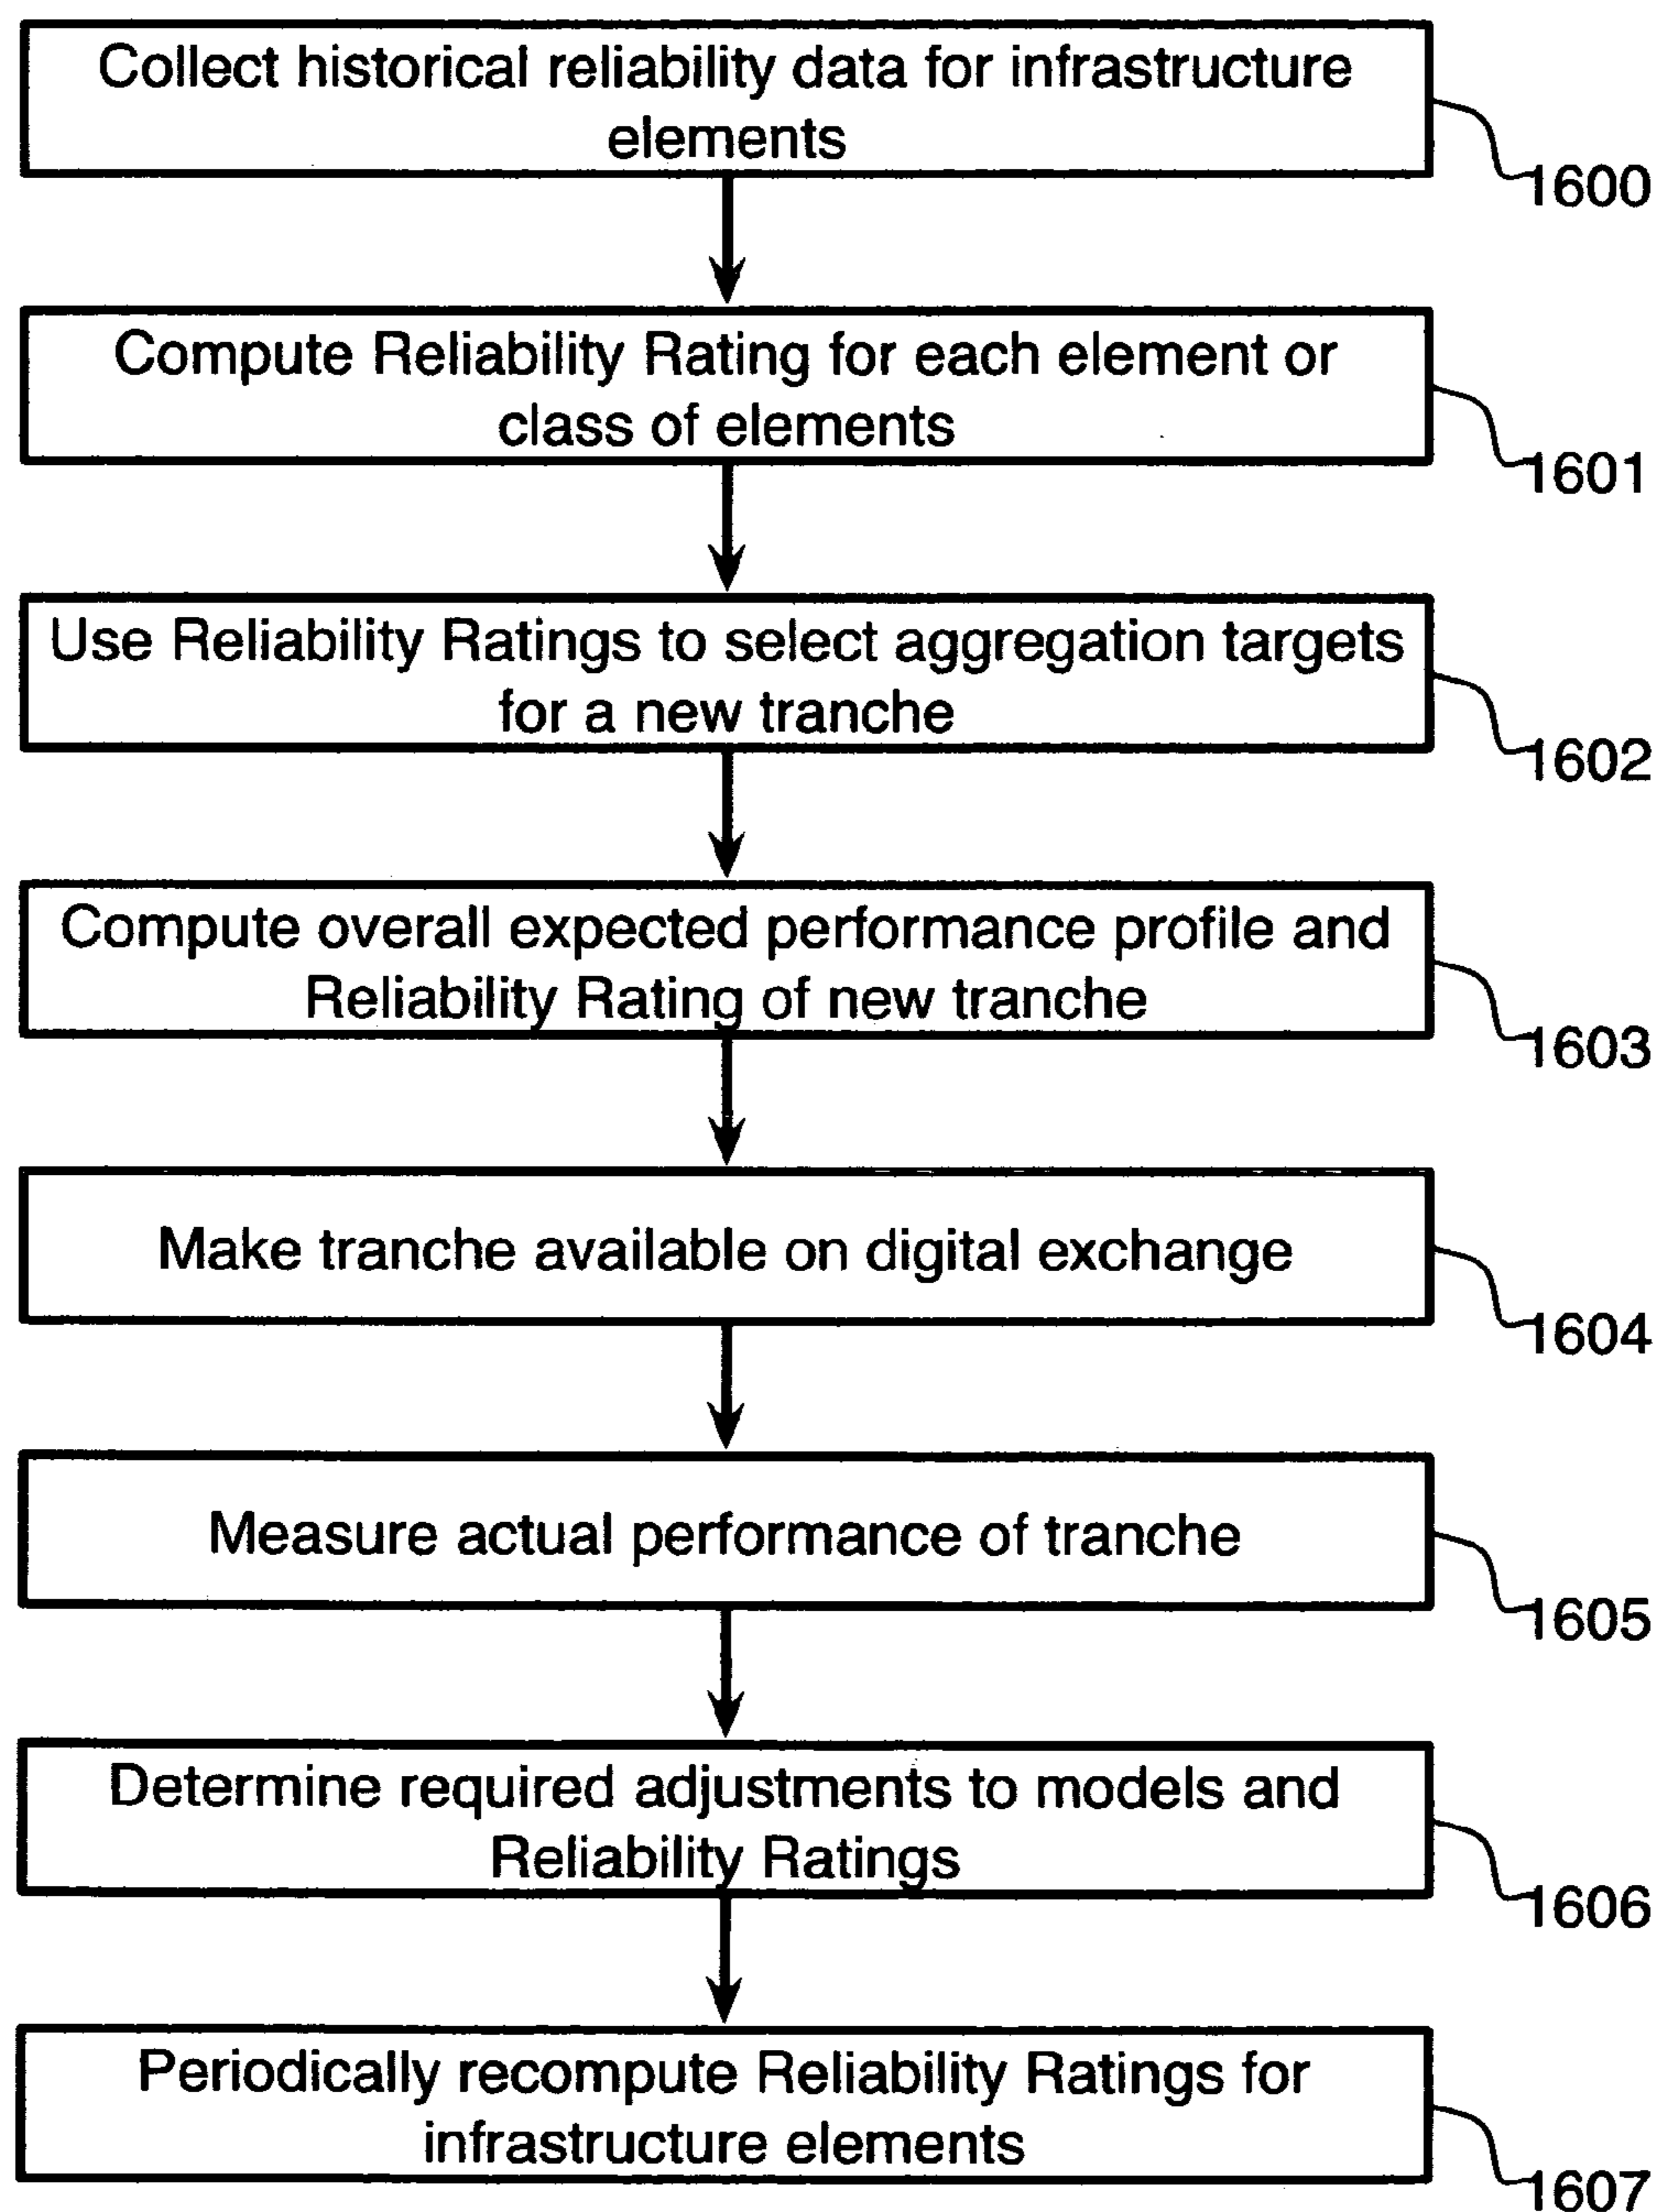 Collect historical reliability data for infrastructure
elements
1600
Compute Reliability Rating for each element or
class of elements
1601
Use Reliability Ratings to select aggregation targets
for a new tranche
1602
Compute overall expected performance profile and
Reliability Rating of new tranche
1603
Make tranche available on digital exchange
1604
Measure actual performance of tranche
1605
Determine required adjustments to models and
Reliability Ratings
1606
Periodically recompute Reliability Ratings for
infrastructure elements
1607